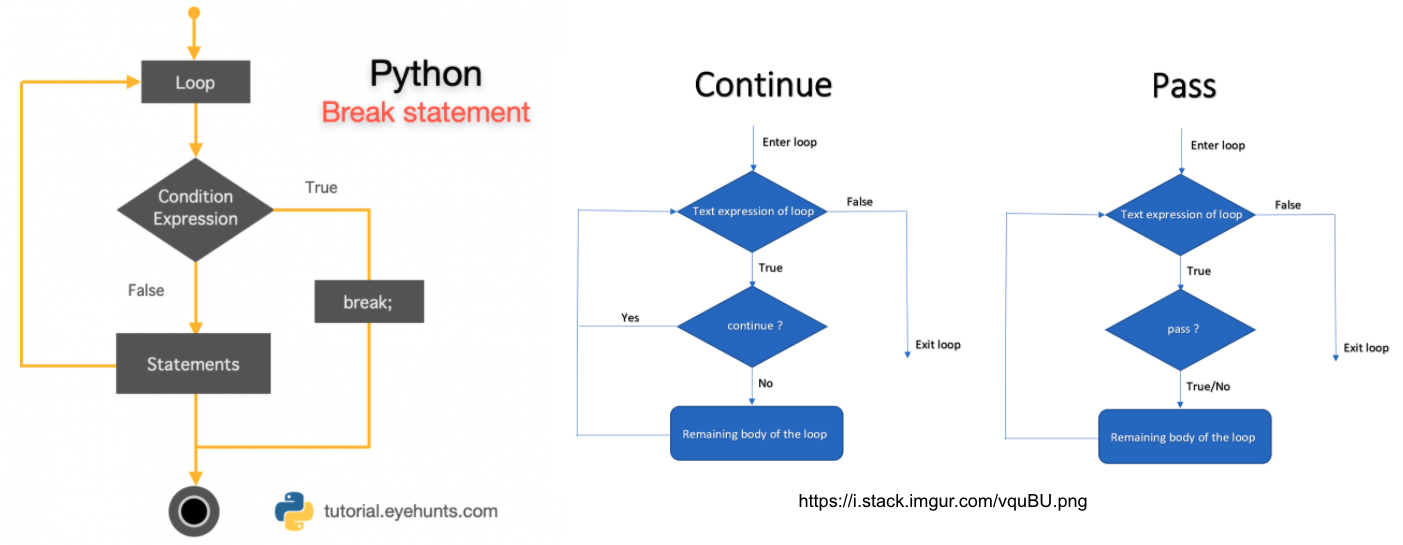 Python
Break statement
Loop
Condition
Expression
True
False
break;
Statements
tutorial.eyehunts.com
Continue
Enter loop
Text expression of loop
False
True
continue ?
Yes
Exit loop
No
Remaining body of the loop
Pass
Enter loop
Text expression of loop
False
True
pass ?
Exit loop
True/No
Remaining body of the loop
https://i.stack.imgur.com/vquBU.png